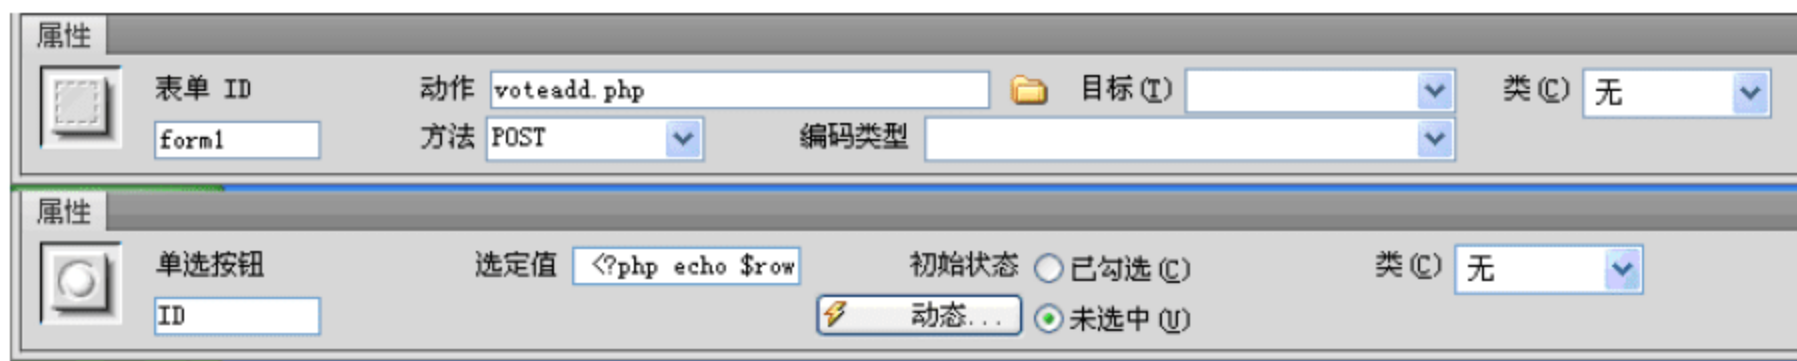 属性
表单 ID 动作 voteadd.php 目标(T) 类(C) 无
form1 方法 POST 编码类型
属性
单选按钮 选定值 <?php echo $row 初始状态 已勾选(C) 类(C) 无
ID 动态... 未选中(U)